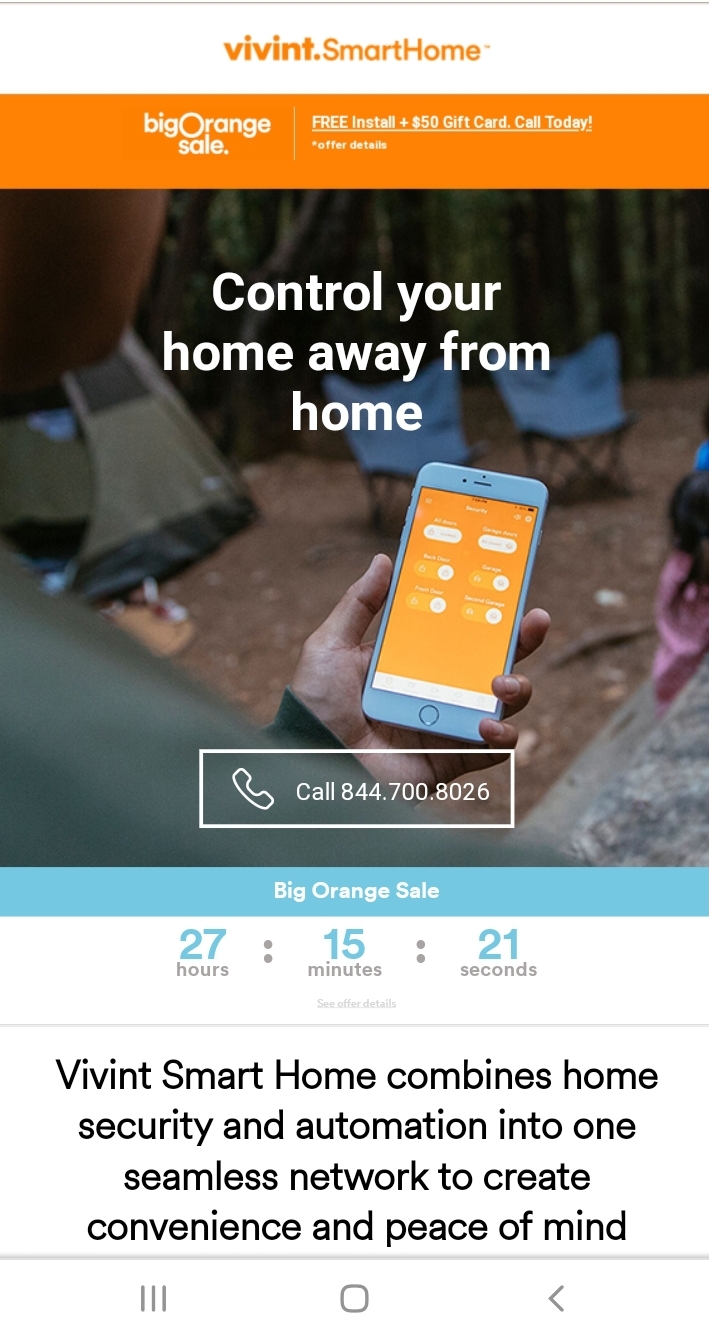 vivint.SmartHome™
bigOrange
sale.
FREE Install + $50 Gift Card. Call Today!
*offer details
Control your
home away from
home
Security
All doors
Garage doors
Back Door
Garage
Front Door
Second Garage
Call 844.700.8026
Big Orange Sale
27 : 15 : 21
hours minutes seconds
See offer details
Vivint Smart Home combines home
security and automation into one
seamless network to create
convenience and peace of mind